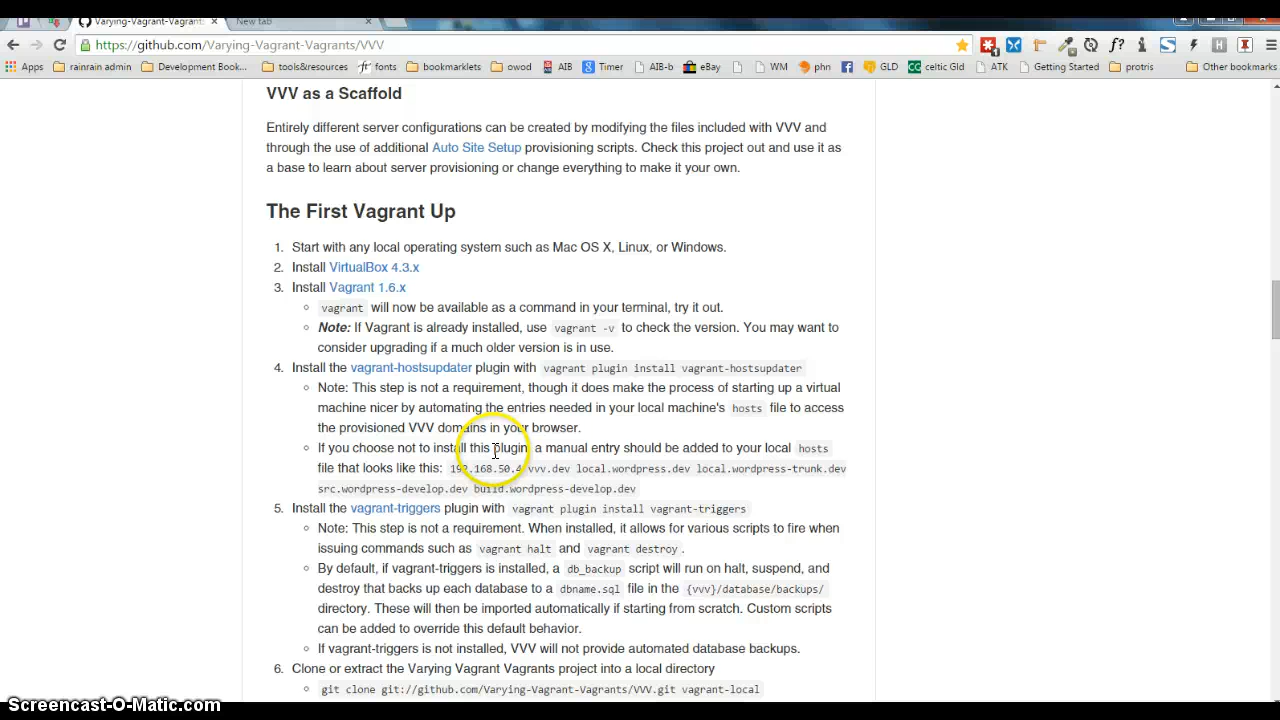 Varying-Vagrant-Vagrants
New tab
https://github.com/Varying-Vagrant-Vagrants/VVV
Apps rainrain admin Development Book... tools&resources fonts bookmarklets owod AIB Timer AIB-b eBay WM phn GLD celtic Gld ATK Getting Started protris Other bookmarks
VVV as a Scaffold
Entirely different server configurations can be created by modifying the files included with VVV and
through the use of additional Auto Site Setup provisioning scripts. Check this project out and use it as
a base to learn about server provisioning or change everything to make it your own.
The First Vagrant Up
1. Start with any local operating system such as Mac OS X, Linux, or Windows.
2. Install VirtualBox 4.3.x
3. Install Vagrant 1.6.x
vagrant will now be available as a command in your terminal, try it out.
Note: If Vagrant is already installed, use vagrant -v to check the version. You may want to
consider upgrading if a much older version is in use.
4. Install the vagrant-hostsupdater plugin with vagrant plugin install vagrant-hostsupdater
Note: This step is not a requirement, though it does make the process of starting up a virtual
machine nicer by automating the entries needed in your local machine's hosts file to access
the provisioned VVV domains in your browser.
If you choose not to install this plugin, a manual entry should be added to your local hosts
file that looks like this: 192.168.50.4 vvv.dev local.wordpress.dev local.wordpress-trunk.dev
src.wordpress-develop.dev build.wordpress-develop.dev
5. Install the vagrant-triggers plugin with vagrant plugin install vagrant-triggers
Note: This step is not a requirement. When installed, it allows for various scripts to fire when
issuing commands such as vagrant halt and vagrant destroy.
By default, if vagrant-triggers is installed, a db_backup script will run on halt, suspend, and
destroy that backs up each database to a dbname.sql file in the {vvv}/database/backups/
directory. These will then be imported automatically if starting from scratch. Custom scripts
can be added to override this default behavior.
If vagrant-triggers is not installed, VVV will not provide automated database backups.
6. Clone or extract the Varying Vagrant Vagrants project into a local directory
git clone git://github.com/Varying-Vagrant-Vagrants/VVV.git vagrant-local
Screencast-O-Matic.com